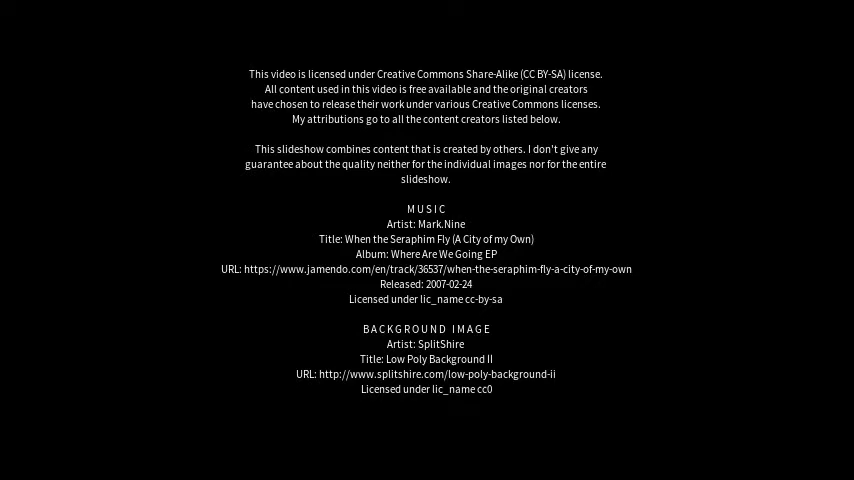 This video is licensed under Creative Commons Share-Alike (CC BY-SA) license.
All content used in this video is free available and the original creators
have chosen to release their work under various Creative Commons licenses.
My attributions go to all the content creators listed below.
This slideshow combines content that is created by others. I don't give any
guarantee about the quality neither for the individual images nor for the entire
slideshow.
MUSIC
Artist: Mark.Nine
Title: When the Seraphim Fly (A City of my Own)
Album: Where Are We Going EP
URL: https://www.jamendo.com/en/track/36537/when-the-seraphim-fly-a-city-of-my-own
Released: 2007-02-24
Licensed under lic_name cc-by-sa
BACKGROUND IMAGE
Artist: SplitShire
Title: Low Poly Background II
URL: http://www.splitshire.com/low-poly-background-ii
Licensed under lic_name cc0